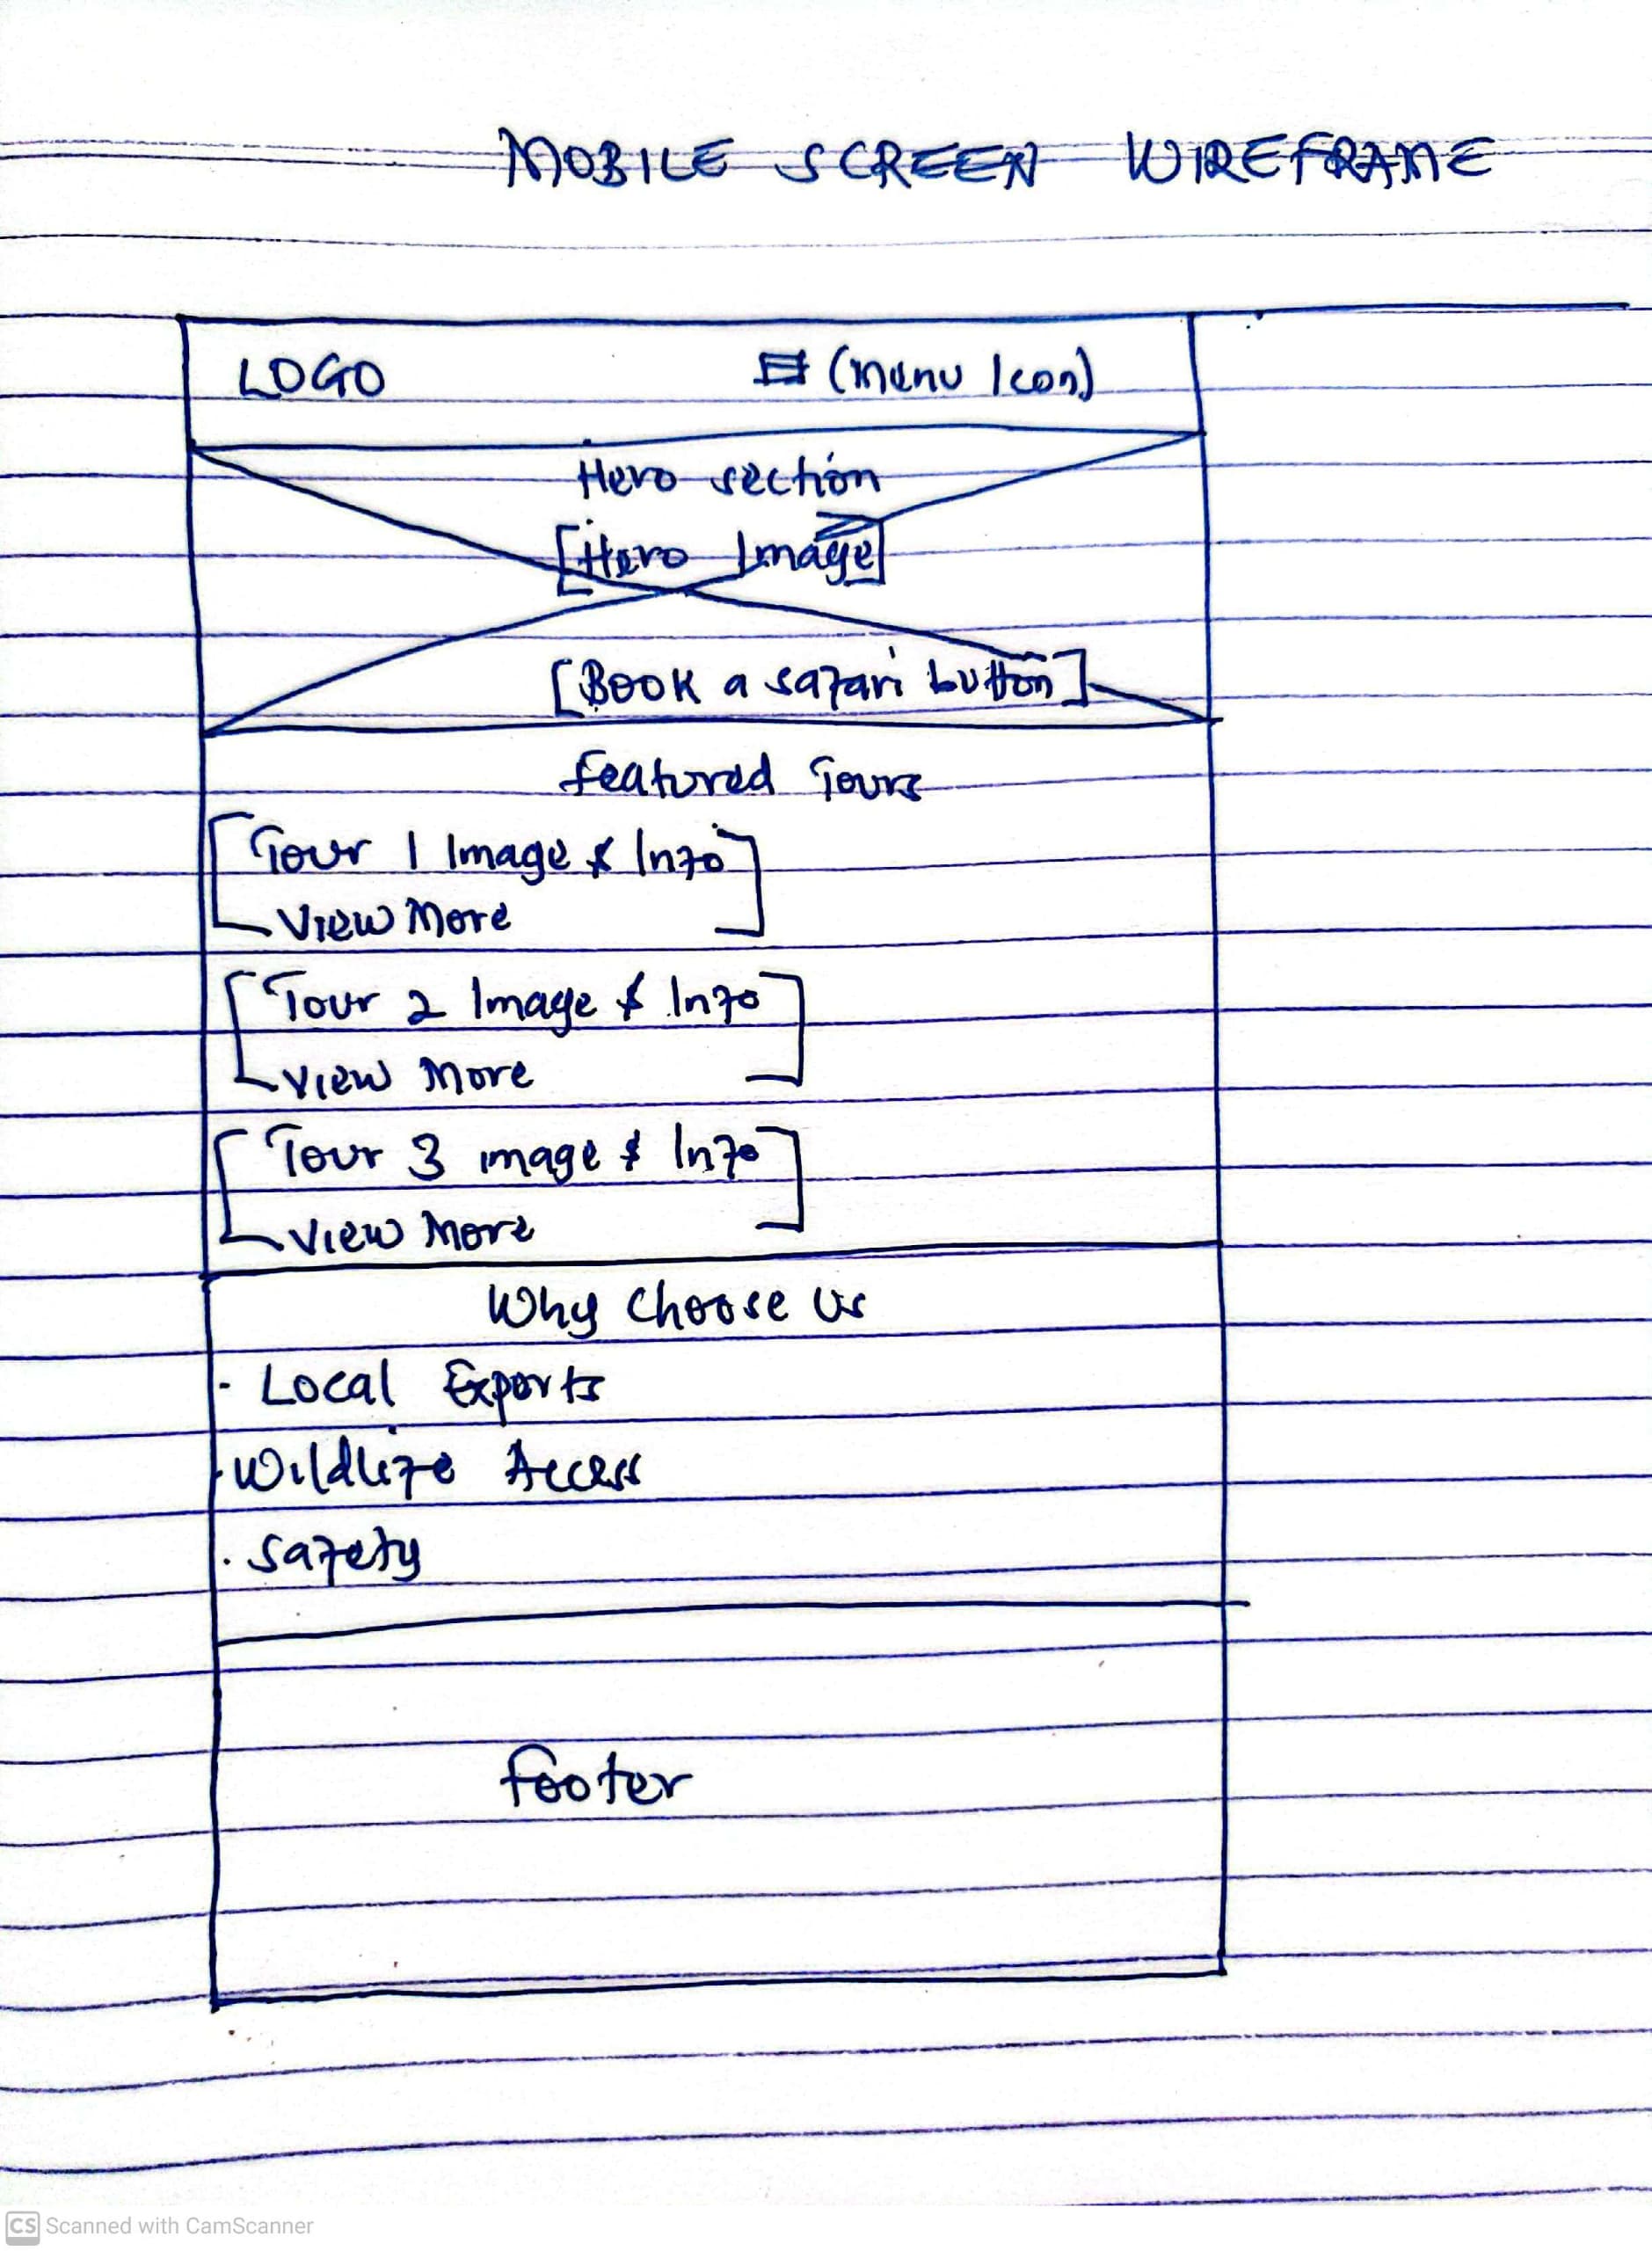 MOBILE SCREEN WIREFRAME
LOGO (Menu Icon)
Hero section
[Hero Image]
[Book a safari button]
Featured Tours
[Tour 1 Image & Info
View More]
[Tour 2 Image & Info
View More]
[Tour 3 image & Info
View More]
Why Choose Us
- Local Experts
· Wildlife Access
· Safety
Footer
CS Scanned with CamScanner